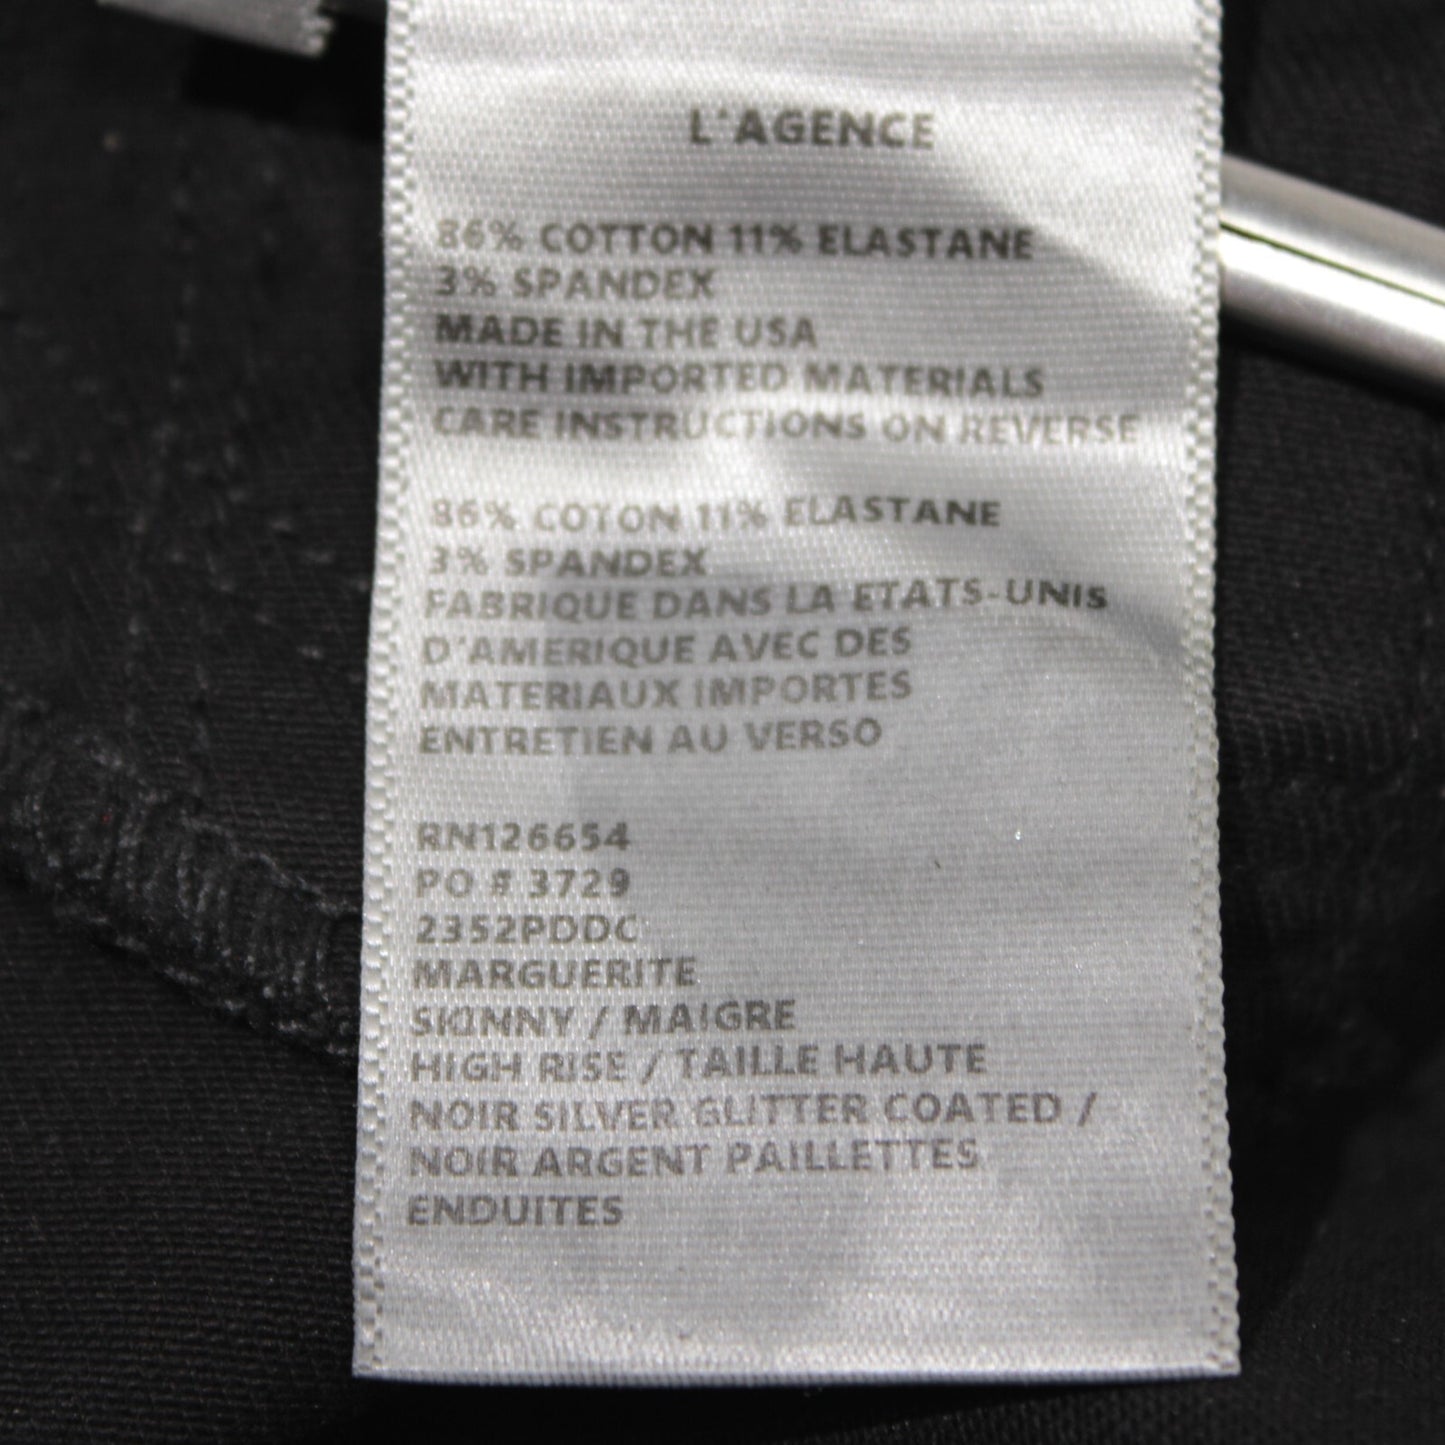 L'AGENCE
86% COTTON 11% ELASTANE
3% SPANDEX
MADE IN THE USA
WITH IMPORTED MATERIALS
CARE INSTRUCTIONS ON REVERSE
86% COTON 11% ELASTANE
3% SPANDEX
FABRIQUE DANS LA ETATS-UNIS
D'AMERIQUE AVEC DES
MATERIAUX IMPORTES
ENTRETIEN AU VERSO
RN126654
PO # 3729
2352PDDC
MARGUERITE
SKINNY / MAIGRE
HIGH RISE / TAILLE HAUTE
NOIR SILVER GLITTER COATED /
NOIR ARGENT PAILLETTES
ENDUITES